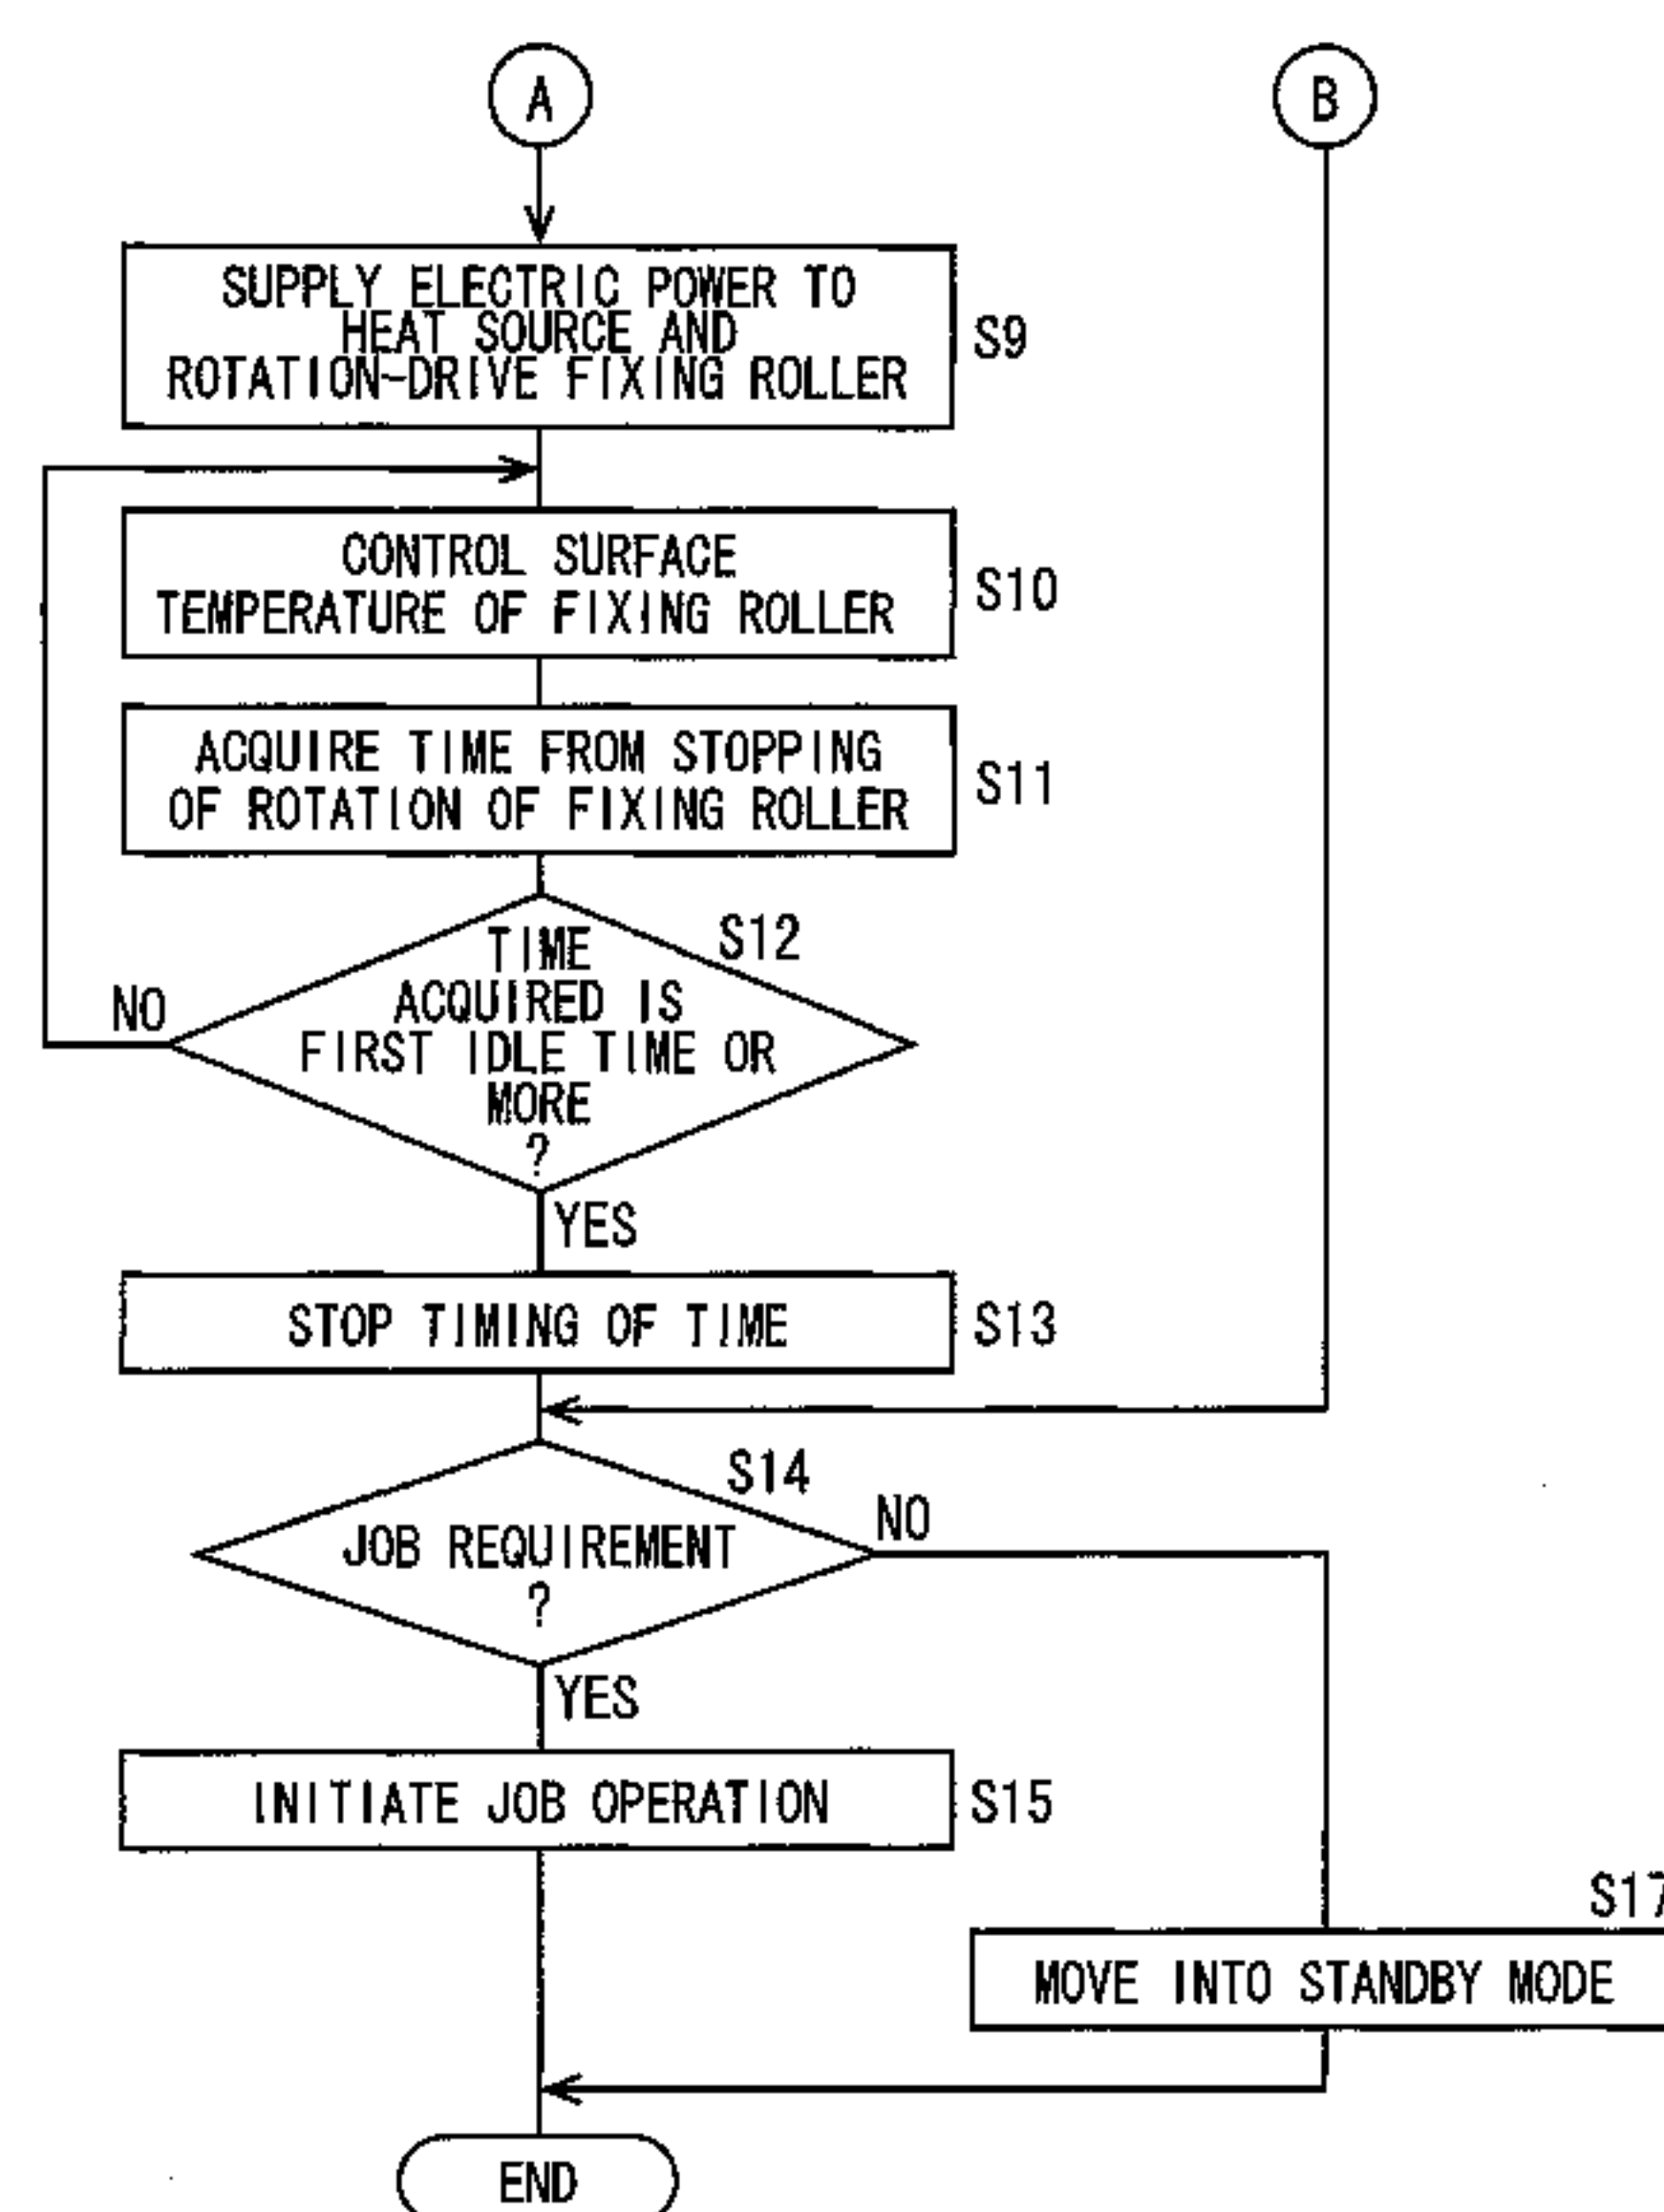 A
B
SUPPLY ELECTRIC POWER TO
HEAT SOURCE AND
ROTATION-DRIVE FIXING ROLLER
S9
CONTROL SURFACE
TEMPERATURE OF FIXING ROLLER
S10
ACQUIRE TIME FROM STOPPING
OF ROTATION OF FIXING ROLLER
S11
S12
TIME
ACQUIRED IS
FIRST IDLE TIME OR
MORE
?
NO
YES
STOP TIMING OF TIME
S13
S14
JOB REQUIREMENT
?
NO
YES
INITIATE JOB OPERATION
S15
S17
MOVE INTO STANDBY MODE
END